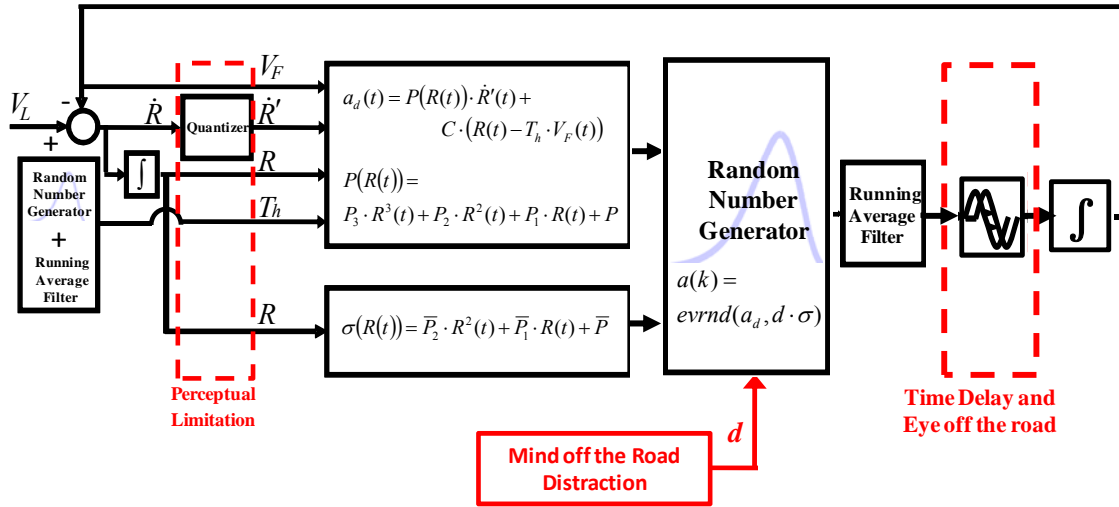 V_L
-
+
Ṙ
Quantizer
V_F
Ṙ′
R
T_h
R
∫
Random
Number
Generator
+
Running
Average
Filter
Perceptual
Limitation
a_d(t) = P(R(t))·Ṙ′(t) +
C·(R(t) − T_h·V_F(t))
P(R(t)) =
P_3·R^3(t) + P_2·R^2(t) + P_1·R(t) + P
σ(R(t)) = P̄_2·R^2(t) + P̄_1·R(t) + P̄
Random
Number
Generator
a(k) =
evrnd(a_d, d·σ)
d
Mind off the Road
Distraction
Running
Average
Filter
∫
Time Delay and
Eye off the road